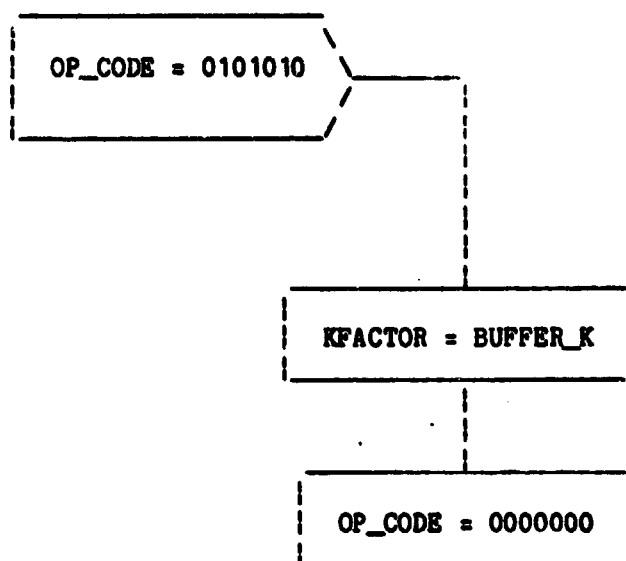 OP_CODE = 0101010
KFACTOR = BUFFER_K
OP_CODE = 0000000